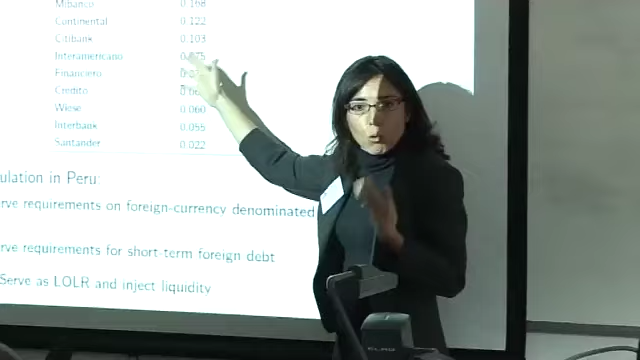 Mibanco 0.168
Continental 0.122
Citibank 0.103
Interamericano
Financiero
Credito
Wiese 0.060
Interbank 0.055
Santander 0.022
ulation in Peru:
rve requirements on foreign-currency denominated
rve requirements for short-term foreign debt
Serve as LOLR and inject liquidity
ELMO